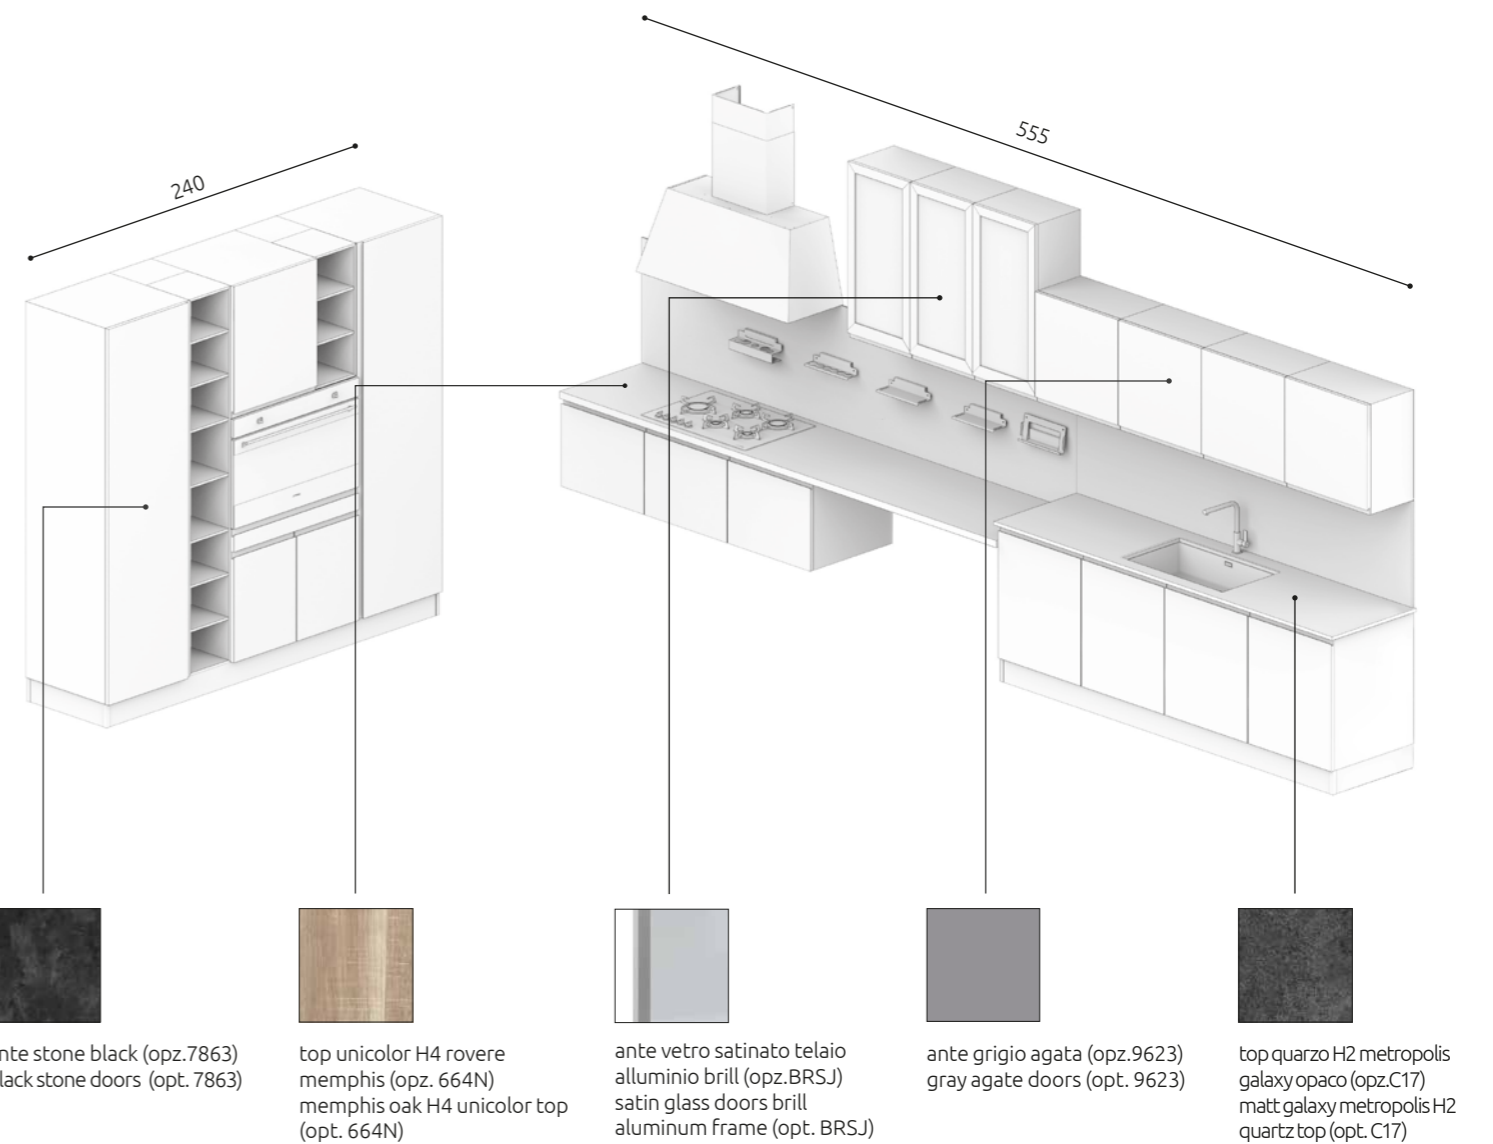 555
240
nte stone black (opz.7863)
lack stone doors (opt. 7863)
top unicolor H4 rovere
memphis (opz. 664N)
memphis oak H4 unicolor top
(opt. 664N)
ante vetro satinato telaio
alluminio brill (opz.BRSJ)
satin glass doors brill
aluminum frame (opt. BRSJ)
ante grigio agata (opz.9623)
gray agate doors (opt. 9623)
top quarzo H2 metropolis
galaxy opaco (opz.C17)
matt galaxy metropolis H2
quartz top (opt. C17)